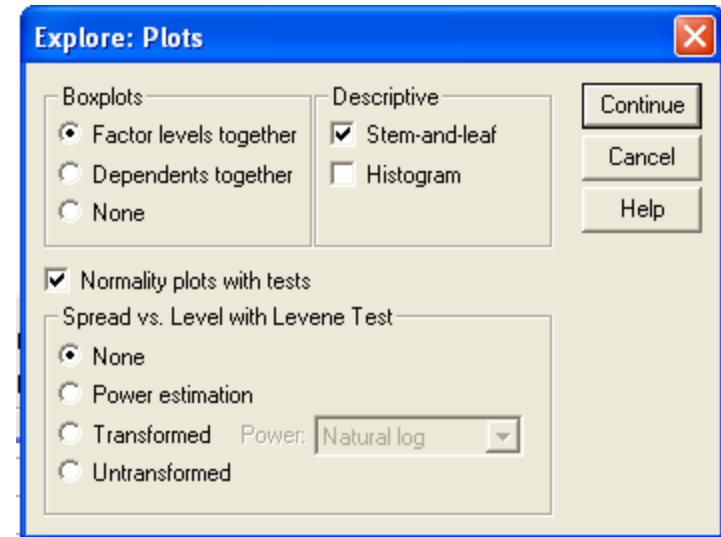 Explore: Plots
Boxplots
Factor levels together
Dependents together
None
Descriptive
Stem-and-leaf
Histogram
Continue
Cancel
Help
Normality plots with tests
Spread vs. Level with Levene Test
None
Power estimation
Transformed Power: Natural log
Untransformed